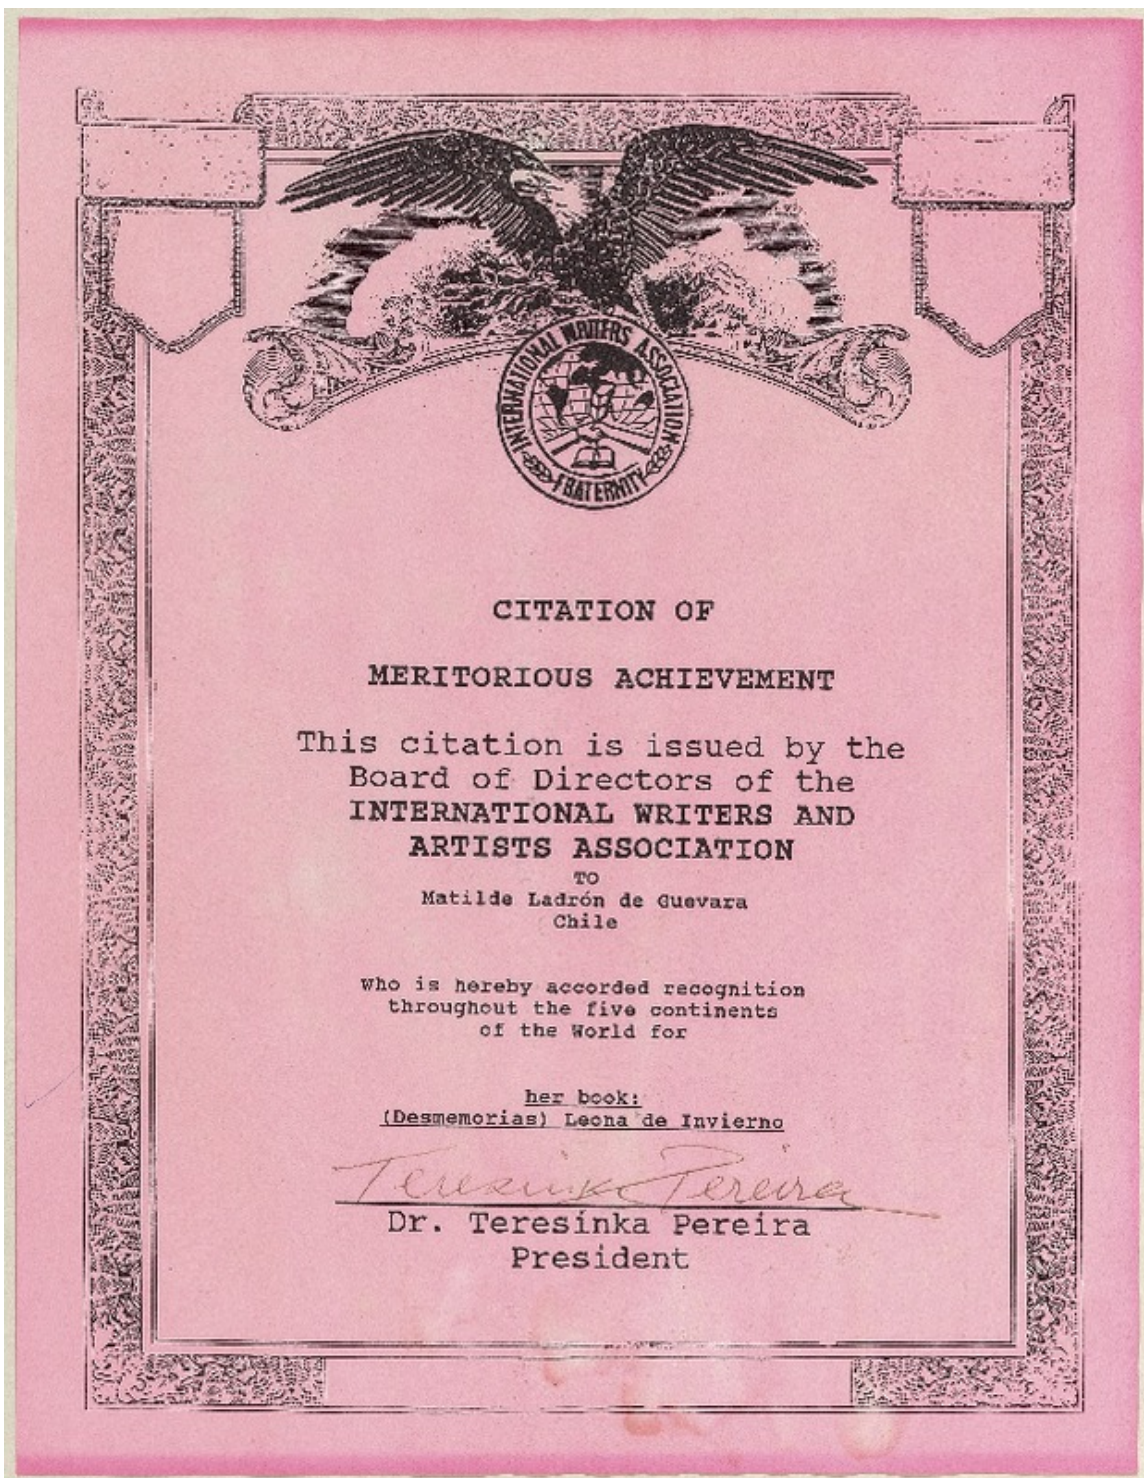 INTERNATIONAL WRITERS ASSOCIATION
FRATERNITY
CITATION OF
MERITORIOUS ACHIEVEMENT
This citation is issued by the
Board of Directors of the
INTERNATIONAL WRITERS AND
ARTISTS ASSOCIATION
TO
Matilde Ladrón de Guevara
Chile
who is hereby accorded recognition
throughout the five continents
of the World for
her book:
(Desmemorias) Leona de Invierno
Teresinka Pereira
Dr. Teresinka Pereira
President